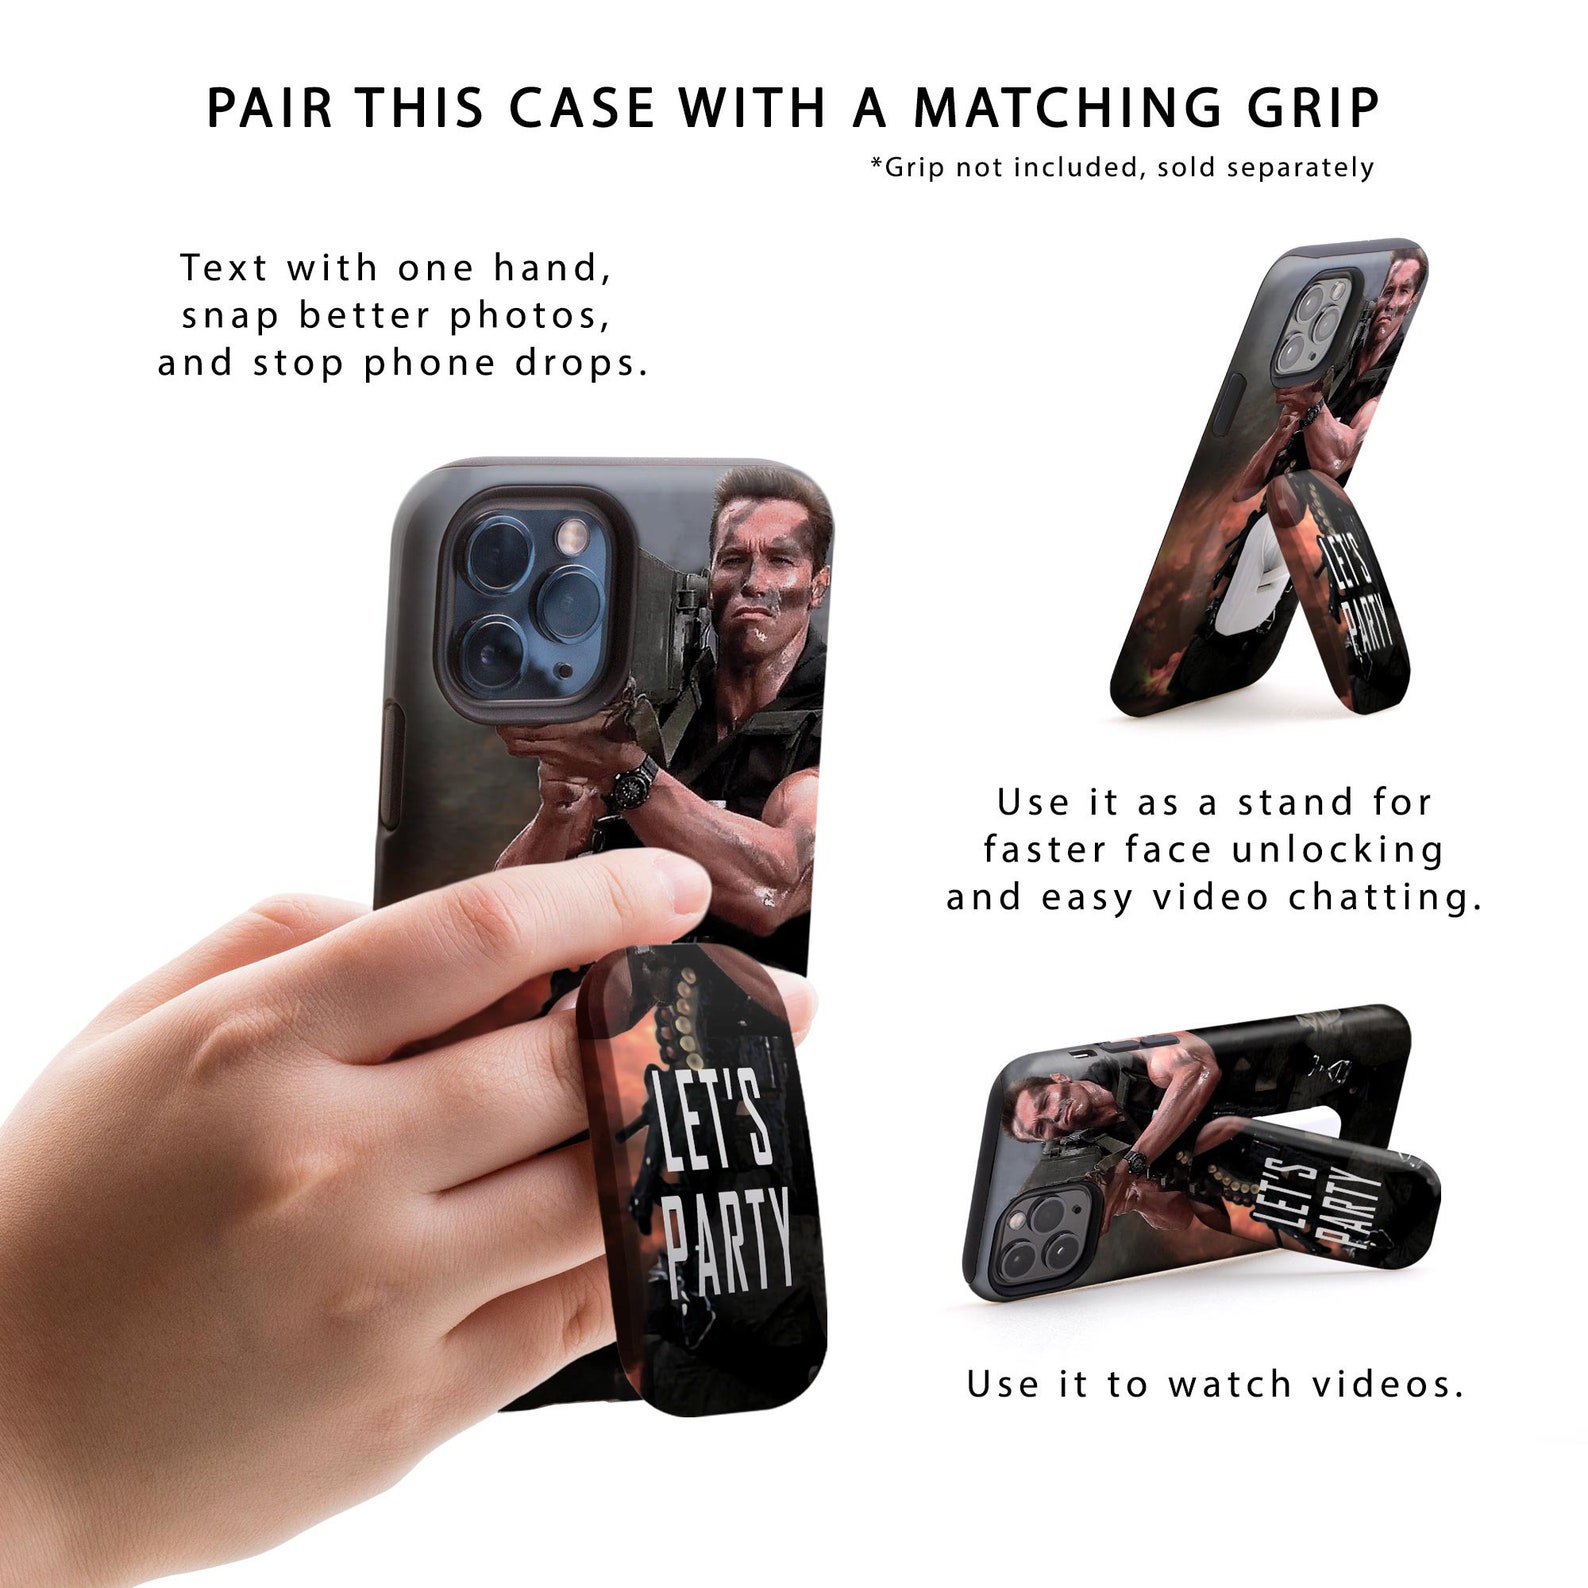 PAIR THIS CASE WITH A MATCHING GRIP
*Grip not included, sold separately
Text with one hand,
snap better photos,
and stop phone drops.
LET'S
PARTY
LET'S
PARTY
Use it as a stand for
faster face unlocking
and easy video chatting.
LET'S
PARTY
Use it to watch videos.